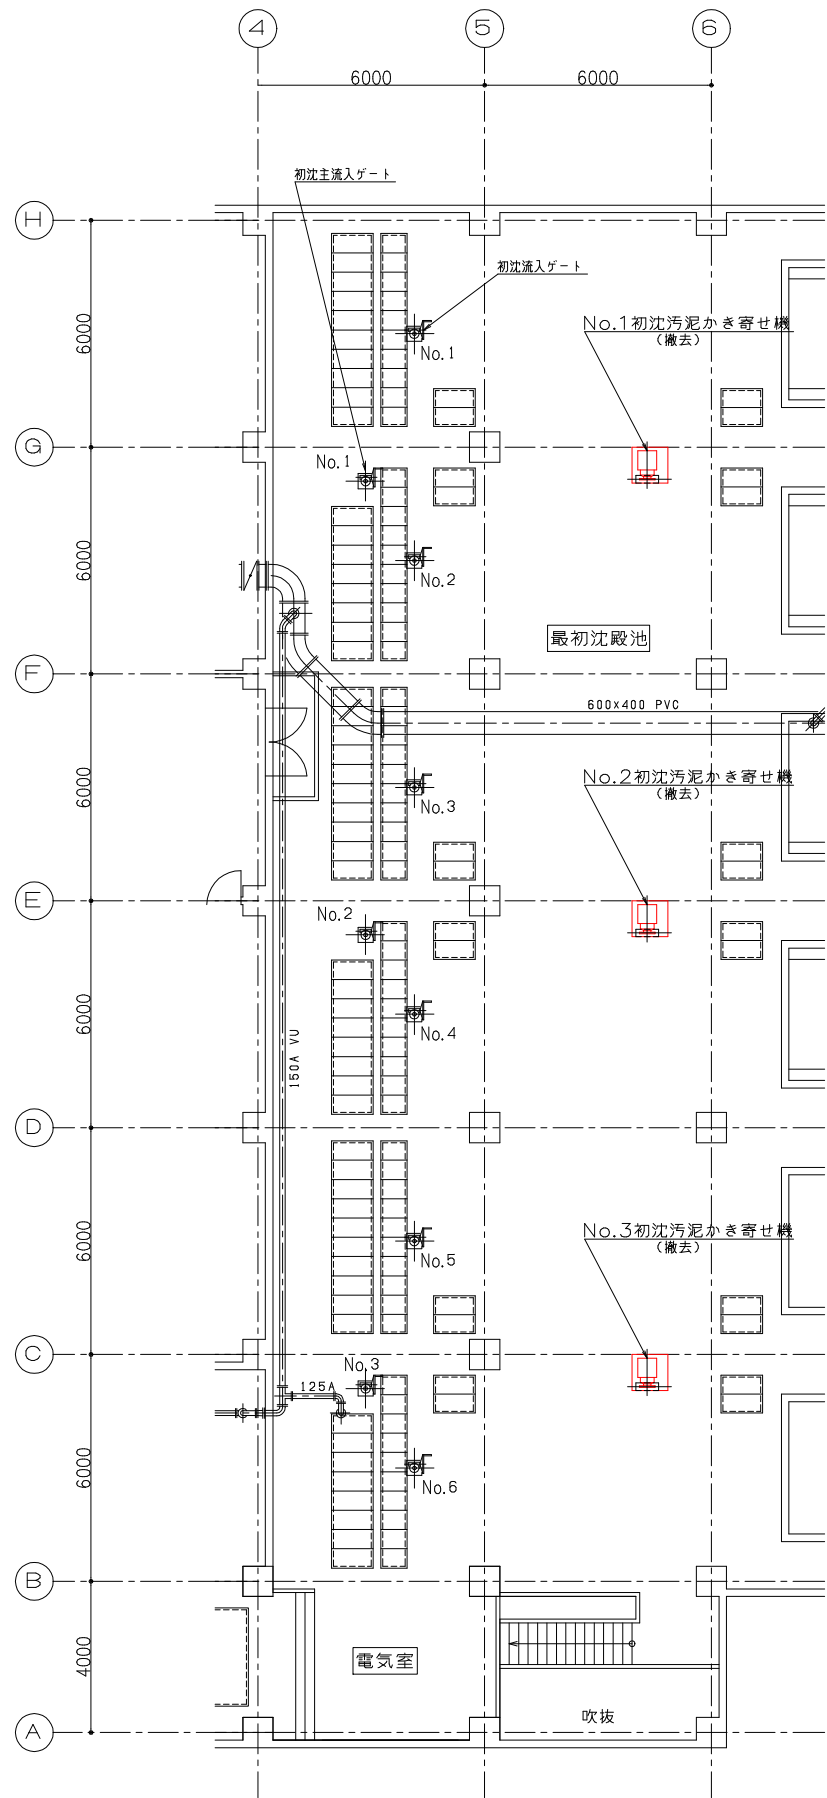 4
5
6
6000
6000
初沈主流入ゲート
H
初沈流入ゲート
6000
No.1初沈汚泥かき寄せ機
(撤去)
No.1
G
No.1
6000
No.2
最初沈殿池
F
600x400 PVC
No.2初沈汚泥かき寄せ機
(撤去)
6000
No.3
E
No.2
6000
No.4
150A VU
D
No.3初沈汚泥かき寄せ機
(撤去)
6000
No.5
C
No.3
125A
6000
No.6
B
4000
電気室
吹抜
A